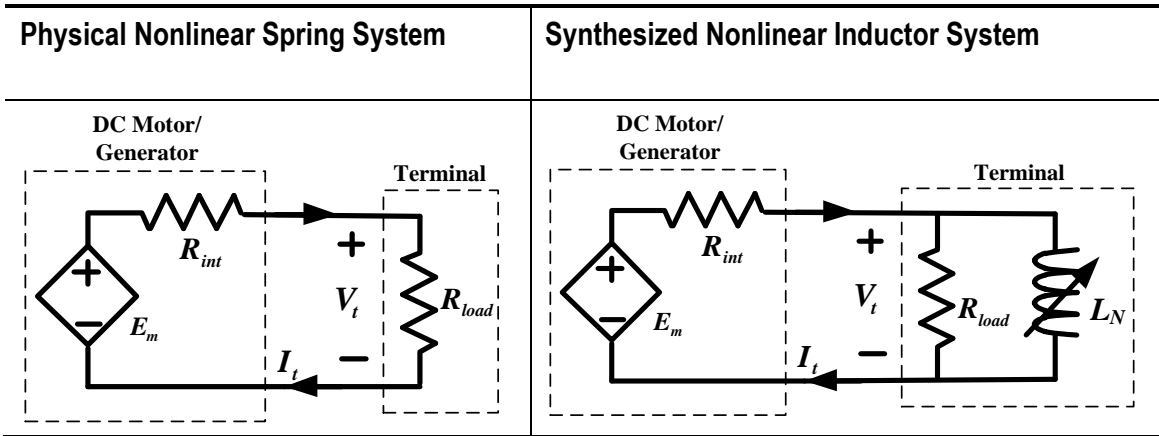 Physical Nonlinear Spring System
Synthesized Nonlinear Inductor System
DC Motor/
Generator
Terminal
R_int
+
+
V_t
R_load
−
E_m
−
I_t
DC Motor/
Generator
Terminal
R_int
+
+
V_t
R_load
L_N
−
E_m
−
I_t